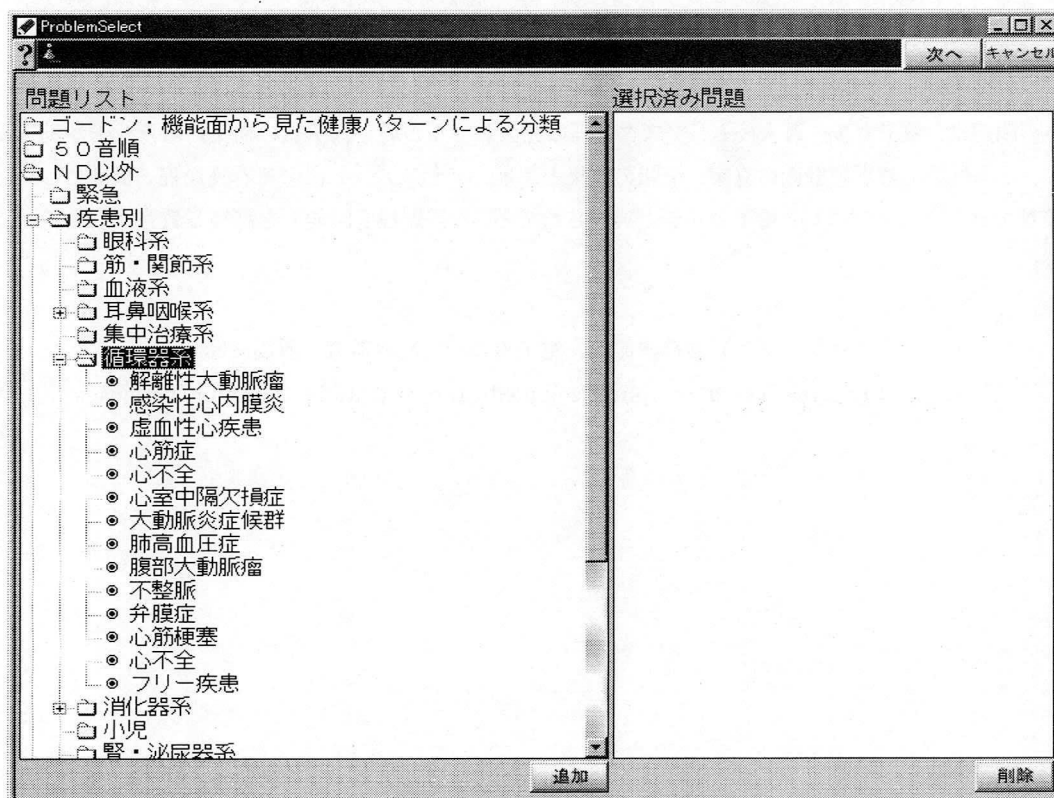 ProblemSelect
次へ キャンセル
問題リスト
選択済み問題
ゴードン；機能面から見た健康パターンによる分類
５０音順
ＮＤ以外
緊急
疾患別
眼科系
筋・関節系
血液系
耳鼻咽喉系
集中治療系
循環器系
解離性大動脈瘤
感染性心内膜炎
虚血性心疾患
心筋症
心不全
心室中隔欠損症
大動脈炎症候群
肺高血圧症
腹部大動脈瘤
不整脈
弁膜症
心筋梗塞
心不全
フリー疾患
消化器系
小児
腎・泌尿器系
追加
削除